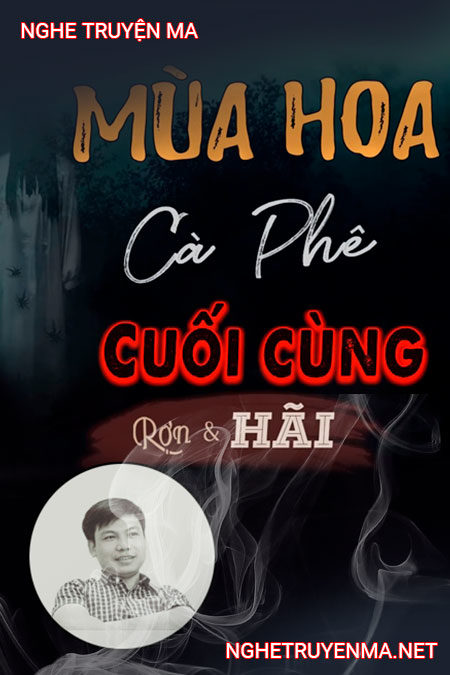 NGHE TRUYỆN MA
MÙA HOA
Cà Phê
CUỐI CÙNG
Rợn & HÃI
NGHETRUYENMA.NET